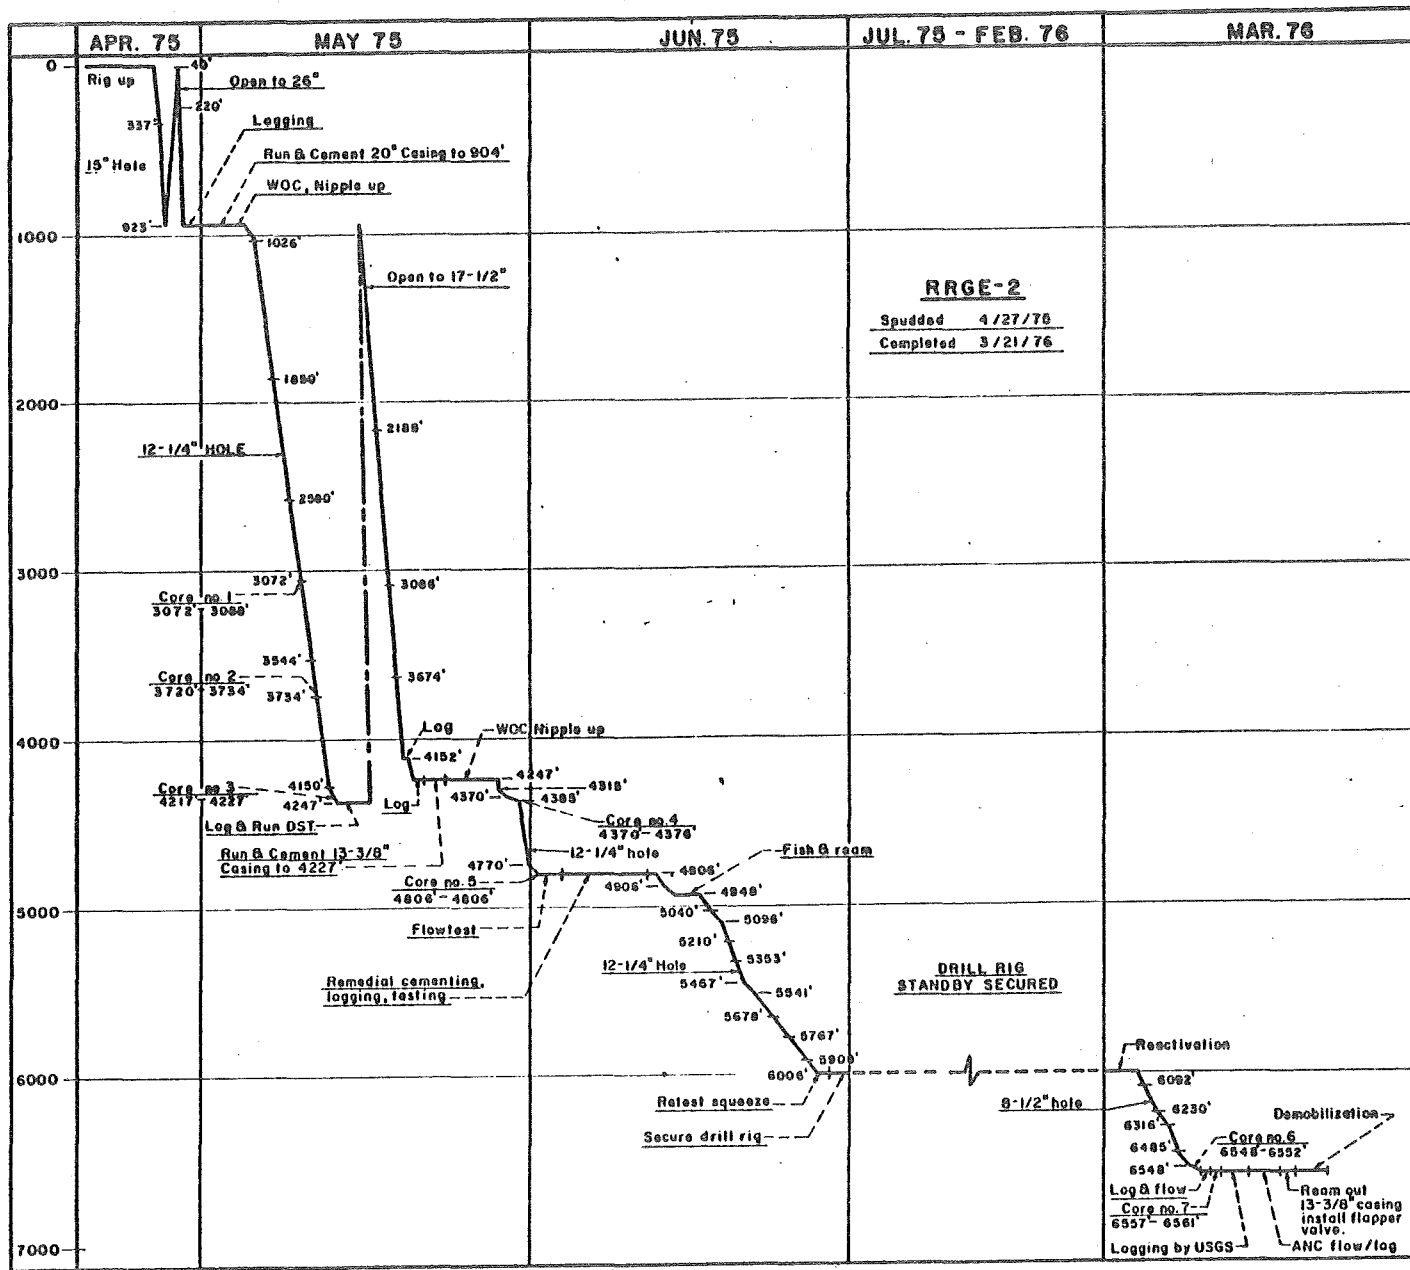 APR. 75
MAY 75
JUN. 75
JUL. 75 - FEB. 76
MAR. 76
0
Rig up
40'
Open to 26"
220'
337'
Logging
15" Hole
Run & Cement 20" Casing to 904'
WOC, Nipple up
923'
1000
1026'
Open to 17-1/2"
RRGE-2
Spudded 4/27/75
Completed 3/21/76
1850'
2000
2189'
12-1/4" HOLE
2580'
3000
3072'
3086'
Core no. 1
3072' - 3088'
3544'
Core no. 2
3720' - 3734'
3674'
3734'
4000
Log
WOC, Nipple up
4152'
4150'
4247'
Core no. 3
4217' - 4227'
4318'
4247'
4370'
4388'
Log
Log & Run DST.
Core no. 4
4370' - 4376'
Run & Cement 13-3/8"
Casing to 4227'
12-1/4" hole
Fish & ream
4770'
4806'
Core no. 5
4806' - 4806'
4906'
4948'
5000
5040'
5096'
Flowtest
5210'
5353'
12-1/4" Hole
5467'
DRILL RIG
STANDBY SECURED
Remedial cementing,
logging, testing
5541'
5678'
5767'
5900'
Reactivation
6000
6006'
6092'
Retest squeeze
8-1/2" hole
6230'
Demobilization
6316'
Secure drill rig
Core no. 6
6548' - 6552'
6485'
6548'
Log & flow
Core no. 7
6557' - 6561'
Ream out
13-3/8" casing
install flapper
valve.
7000
Logging by USGS
ANC flow/log